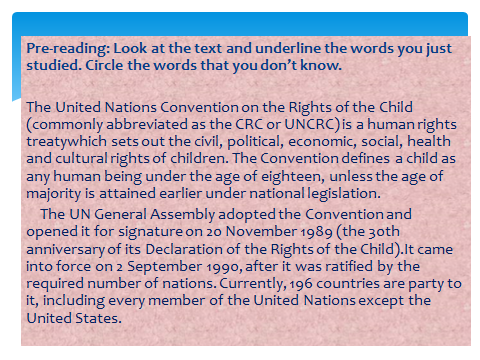 Pre-reading: Look at the text and underline the words you just
studied. Circle the words that you don't know.
The United Nations Convention on the Rights of the Child
(commonly abbreviated as the CRC or UNCRC) is a human rights
treatywhich sets out the civil, political, economic, social, health
and cultural rights of children. The Convention defines a child as
any human being under the age of eighteen, unless the age of
majority is attained earlier under national legislation.
The UN General Assembly adopted the Convention and
opened it for signature on 20 November 1989 (the 30th
anniversary of its Declaration of the Rights of the Child).It came
into force on 2 September 1990, after it was ratified by the
required number of nations. Currently, 196 countries are party to
it, including every member of the United Nations except the
United States.